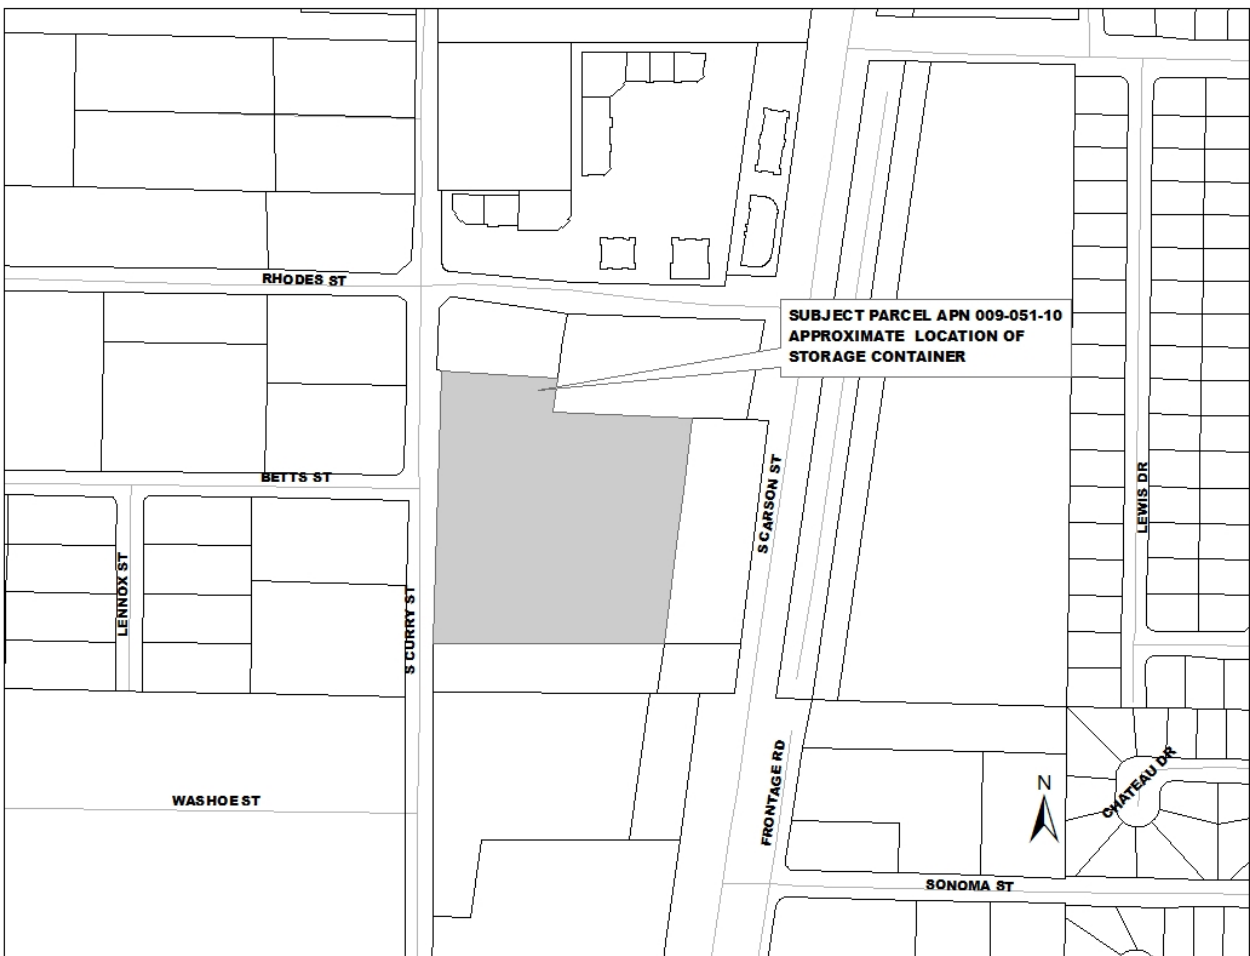 RHODES ST
SUBJECT PARCEL APN 009-051-10
APPROXIMATE LOCATION OF
STORAGE CONTAINER
BETTS ST
S CARSON ST
LEWIS DR
LENNOX ST
S CURRY ST
WASHOE ST
FRONTAGE RD
N
CHATEAU DR
SONOMA ST